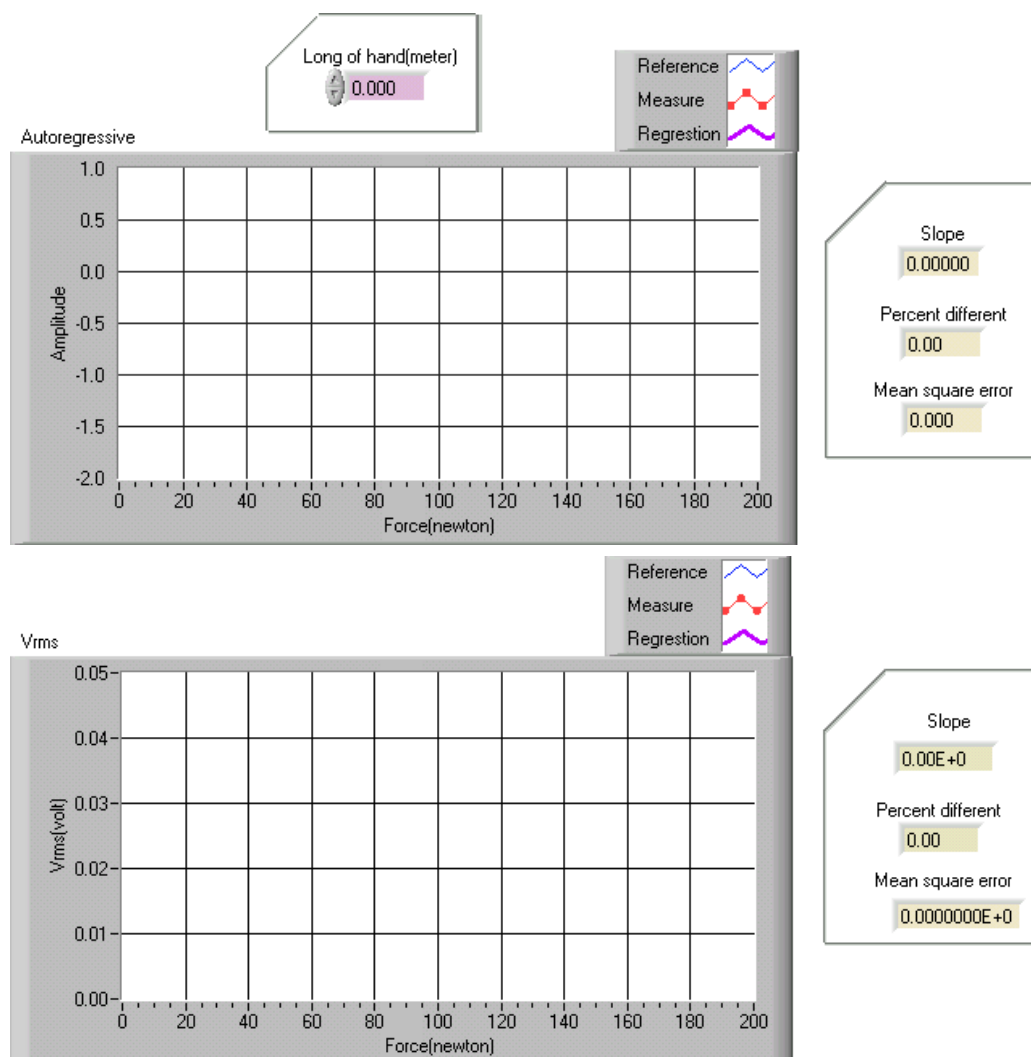 Long of hand(meter)
0.000
Reference
Measure
Regrestion
Autoregressive
1.0
0.5
0.0
-0.5
-1.0
-1.5
-2.0
Amplitude
0 20 40 60 80 100 120 140 160 180 200
Force(newton)
Slope
0.00000
Percent different
0.00
Mean square error
0.000
Reference
Measure
Regrestion
Vrms
0.05
0.04
0.03
0.02
0.01
0.00
Vrms(volt)
0 20 40 60 80 100 120 140 160 180 200
Force(newton)
Slope
0.00E+0
Percent different
0.00
Mean square error
0.0000000E+0